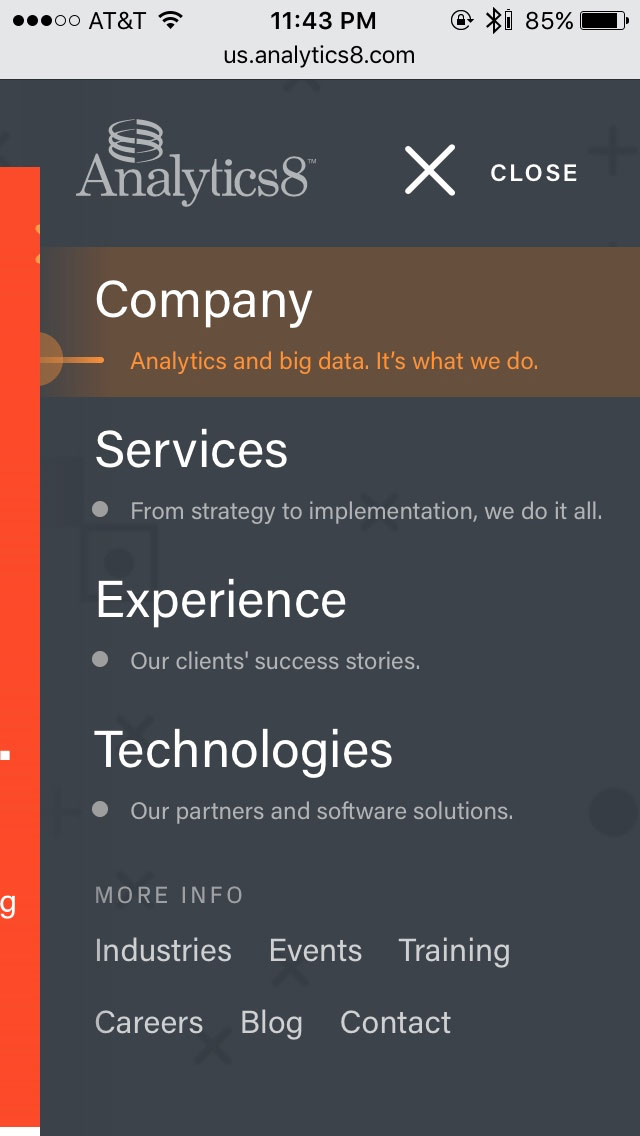 AT&T 11:43 PM 85%
us.analytics8.com
Analytics8™ CLOSE
Company
Analytics and big data. It’s what we do.
Services
From strategy to implementation, we do it all.
Experience
Our clients' success stories.
Technologies
Our partners and software solutions.
g
MORE INFO
Industries Events Training
Careers Blog Contact